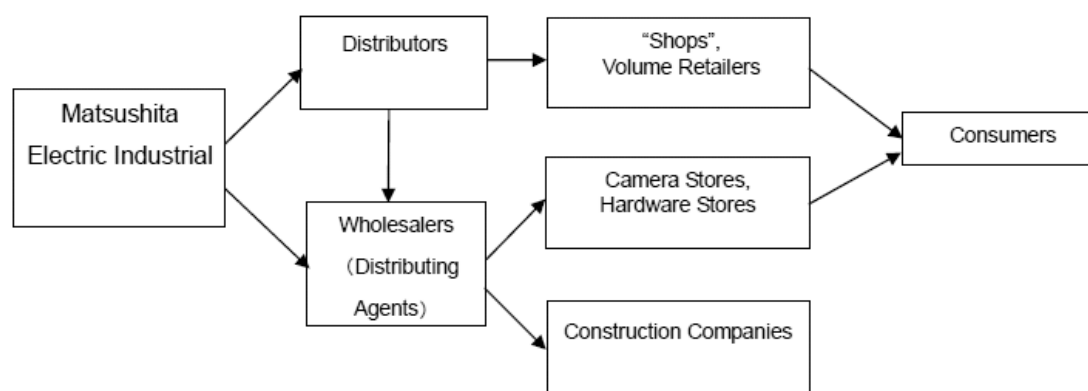 Matsushita
Electric Industrial
Distributors
“Shops”,
Volume Retailers
Consumers
Camera Stores,
Hardware Stores
Wholesalers
（Distributing
Agents）
Construction Companies